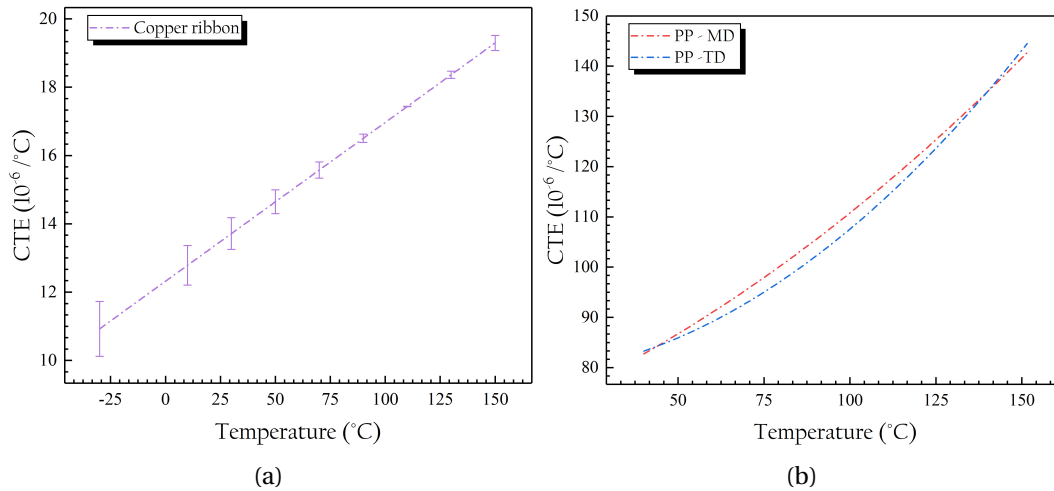 Copper ribbon
20
18
16
14
12
10
CTE (10⁻⁶ /°C)
-25 0 25 50 75 100 125 150
Temperature (°C)
(a)
PP - MD
PP -TD
150
140
130
120
110
100
90
80
CTE (10⁻⁶ /°C)
50 75 100 125 150
Temperature (°C)
(b)